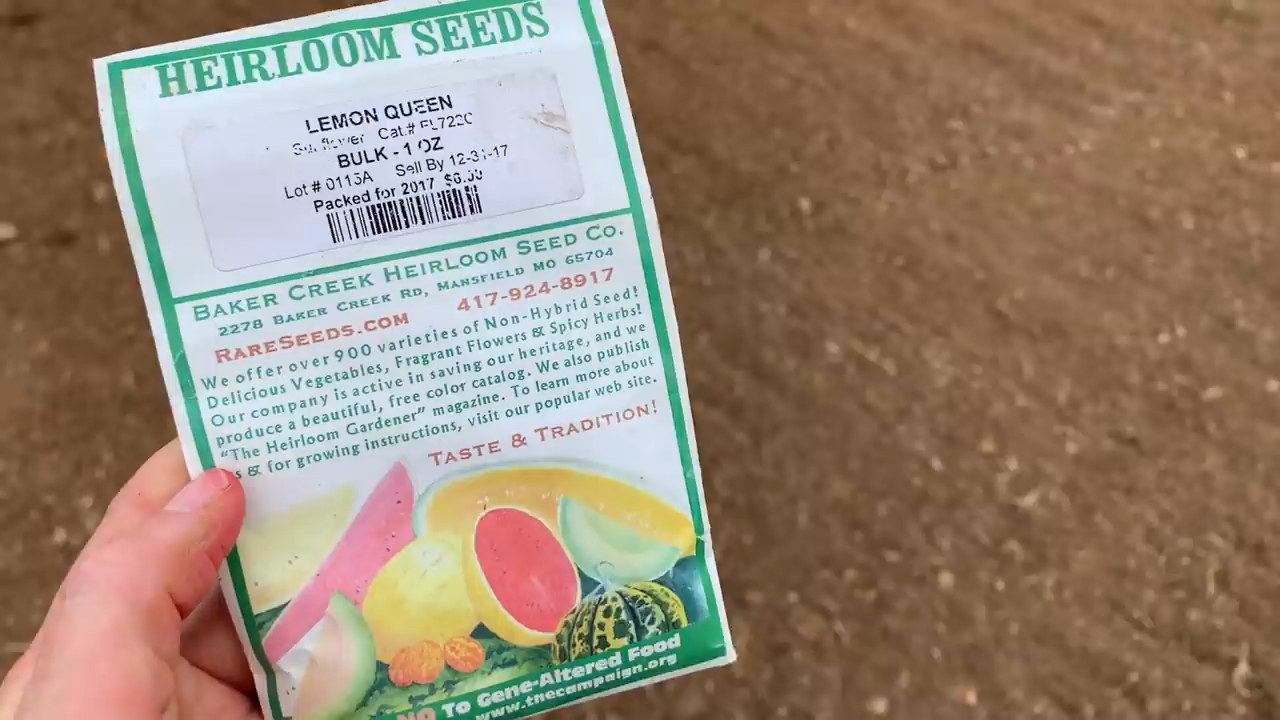 HEIRLOOM SEEDS
LEMON QUEEN
Sunflower Cat.#
BULK - 1 OZ
Lot # 0115A Sell By 12-31-17
Packed for 2017
BAKER CREEK HEIRLOOM SEED CO.
2278 BAKER CREEK RD, MANSFIELD MO 65704
RARESEEDS.COM 417-924-8917
We offer over 900 varieties of Non-Hybrid Seed!
Delicious Vegetables, Fragrant Flowers & Spicy Herbs!
Our company is active in saving our heritage, and we
produce a beautiful, free color catalog. We also publish
"The Heirloom Gardener" magazine. To learn more about
s & for growing instructions, visit our popular web site.
TASTE & TRADITION!
NO To Gene-Altered Food
www.thecampaign.org